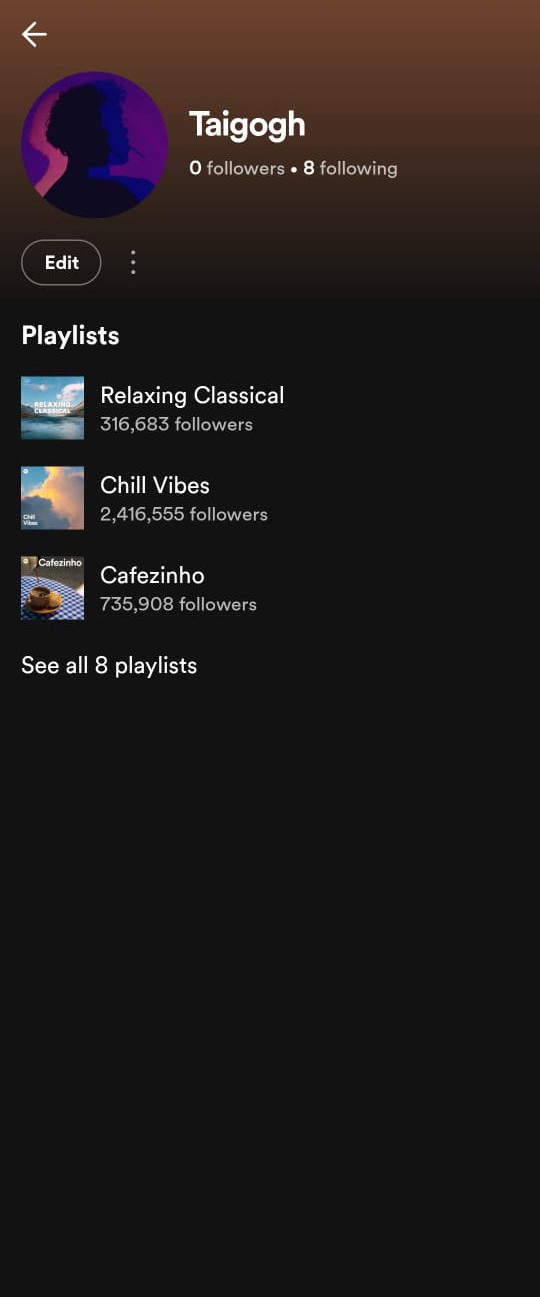 Taigogh
0 followers • 8 following
Edit
Playlists
RELAXING
CLASSICAL
Relaxing Classical
316,683 followers
Chill
Vibes
Chill Vibes
2,416,555 followers
Cafezinho
Cafezinho
735,908 followers
See all 8 playlists